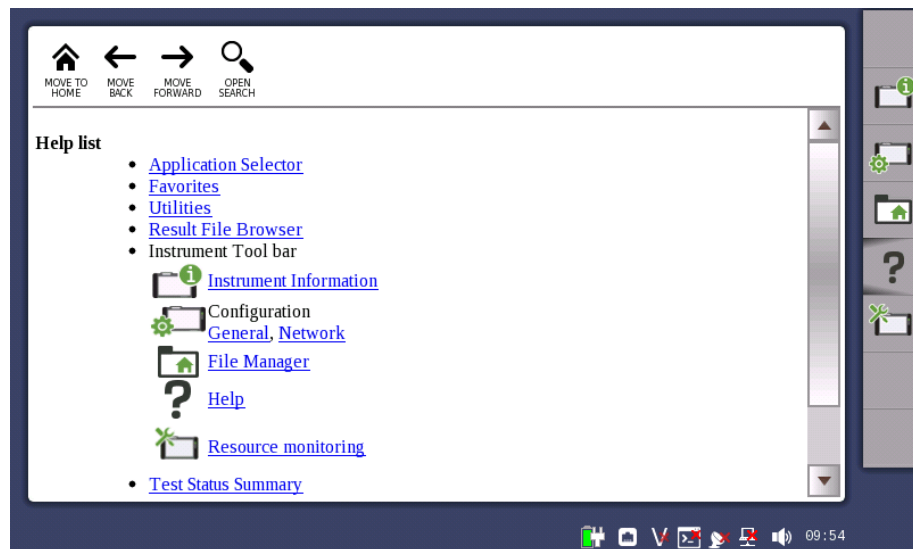 MOVE TO HOME
MOVE BACK
MOVE FORWARD
OPEN SEARCH
Help list
Application Selector
Favorites
Utilities
Result File Browser
Instrument Tool bar
Instrument Information
Configuration
General, Network
File Manager
? Help
Resource monitoring
Test Status Summary
?
09:54